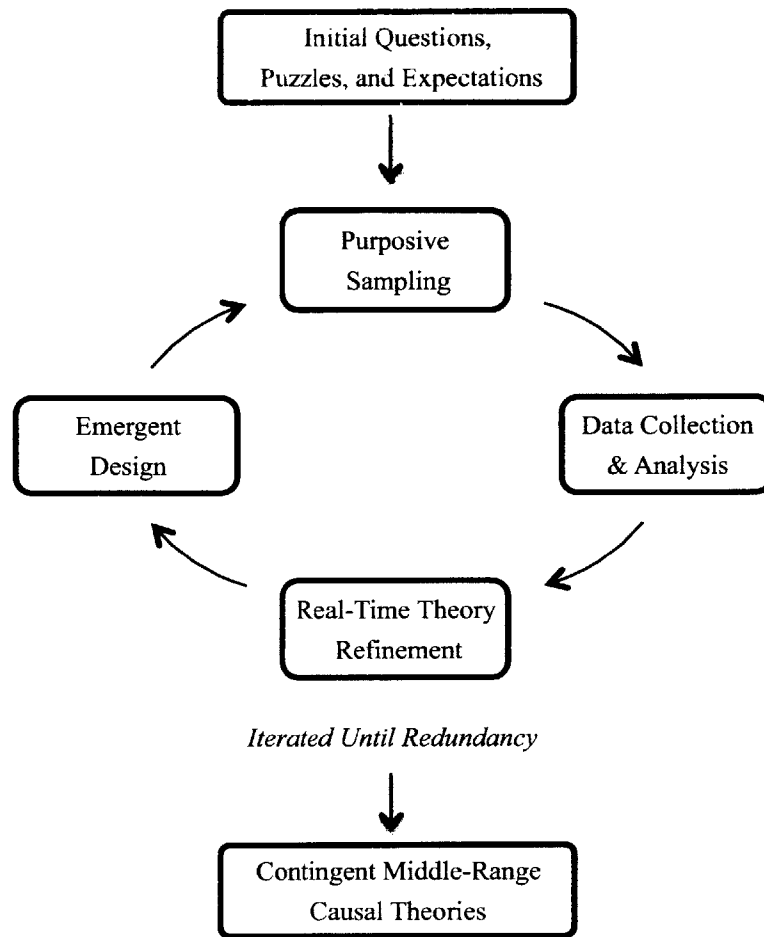 Initial Questions,
Puzzles, and Expectations
Purposive
Sampling
Emergent
Design
Data Collection
& Analysis
Real-Time Theory
Refinement
Iterated Until Redundancy
Contingent Middle-Range
Causal Theories